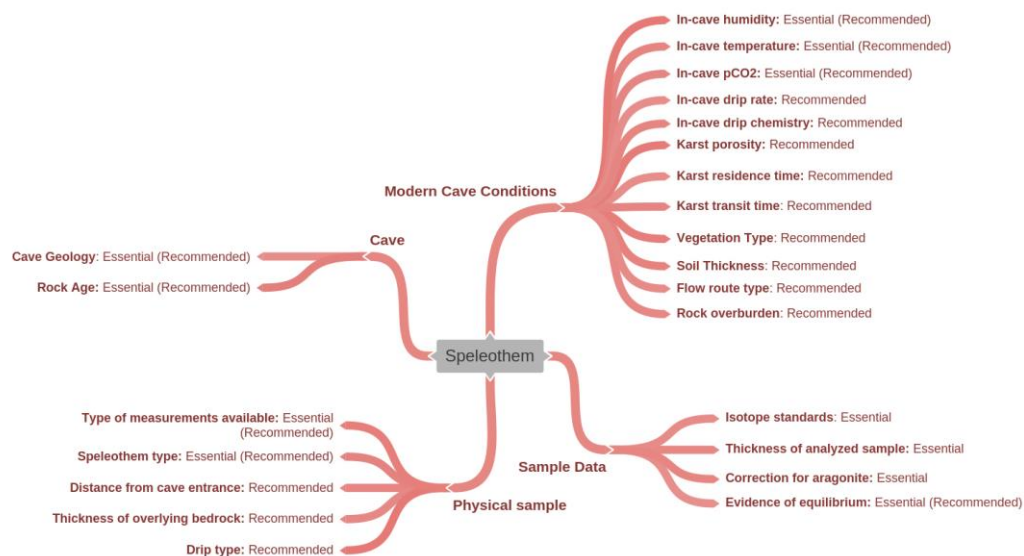 In-cave humidity: Essential (Recommended)
In-cave temperature: Essential (Recommended)
In-cave pCO2: Essential (Recommended)
In-cave drip rate: Recommended
In-cave drip chemistry: Recommended
Karst porosity: Recommended
Modern Cave Conditions
Karst residence time: Recommended
Karst transit time: Recommended
Vegetation Type: Recommended
Soil Thickness: Recommended
Flow route type: Recommended
Rock overburden: Recommended
Cave
Cave Geology: Essential (Recommended)
Rock Age: Essential (Recommended)
Speleothem
Type of measurements available: Essential
(Recommended)
Speleothem type: Essential (Recommended)
Distance from cave entrance: Recommended
Thickness of overlying bedrock: Recommended
Drip type: Recommended
Physical sample
Sample Data
Isotope standards: Essential
Thickness of analyzed sample: Essential
Correction for aragonite: Essential
Evidence of equilibrium: Essential (Recommended)